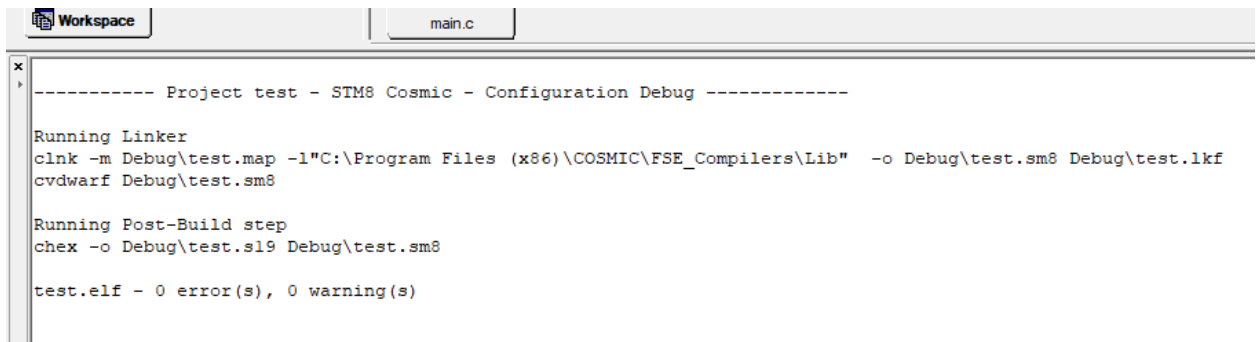 Workspace
main.c
x
----------- Project test - STM8 Cosmic - Configuration Debug -------------
Running Linker
clnk -m Debug\test.map -l"C:\Program Files (x86)\COSMIC\FSE_Compilers\Lib"  -o Debug\test.sm8 Debug\test.lkf
cvdwarf Debug\test.sm8
Running Post-Build step
chex -o Debug\test.s19 Debug\test.sm8
test.elf - 0 error(s), 0 warning(s)